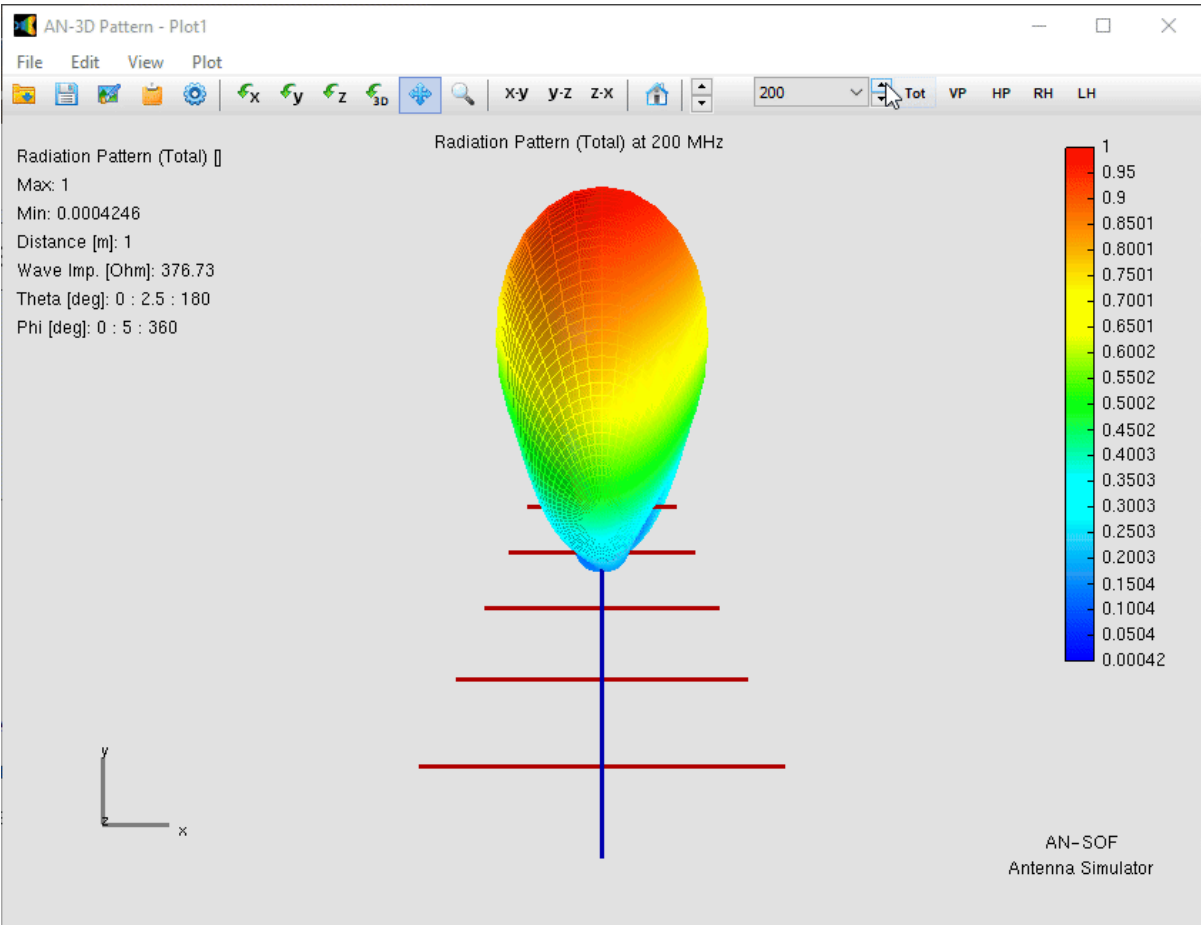 AN-3D Pattern - Plot1
File Edit View Plot
x y z 3D x-y y-z z-x 200 Tot VP HP RH LH
Radiation Pattern (Total) at 200 MHz
Radiation Pattern (Total) []
Max: 1
Min: 0.0004246
Distance [m]: 1
Wave Imp. [Ohm]: 376.73
Theta [deg]: 0 : 2.5 : 180
Phi [deg]: 0 : 5 : 360
1
0.95
0.9
0.8501
0.8001
0.7501
0.7001
0.6501
0.6002
0.5502
0.5002
0.4502
0.4003
0.3503
0.3003
0.2503
0.2003
0.1504
0.1004
0.0504
0.00042
y
z
x
AN-SOF
Antenna Simulator